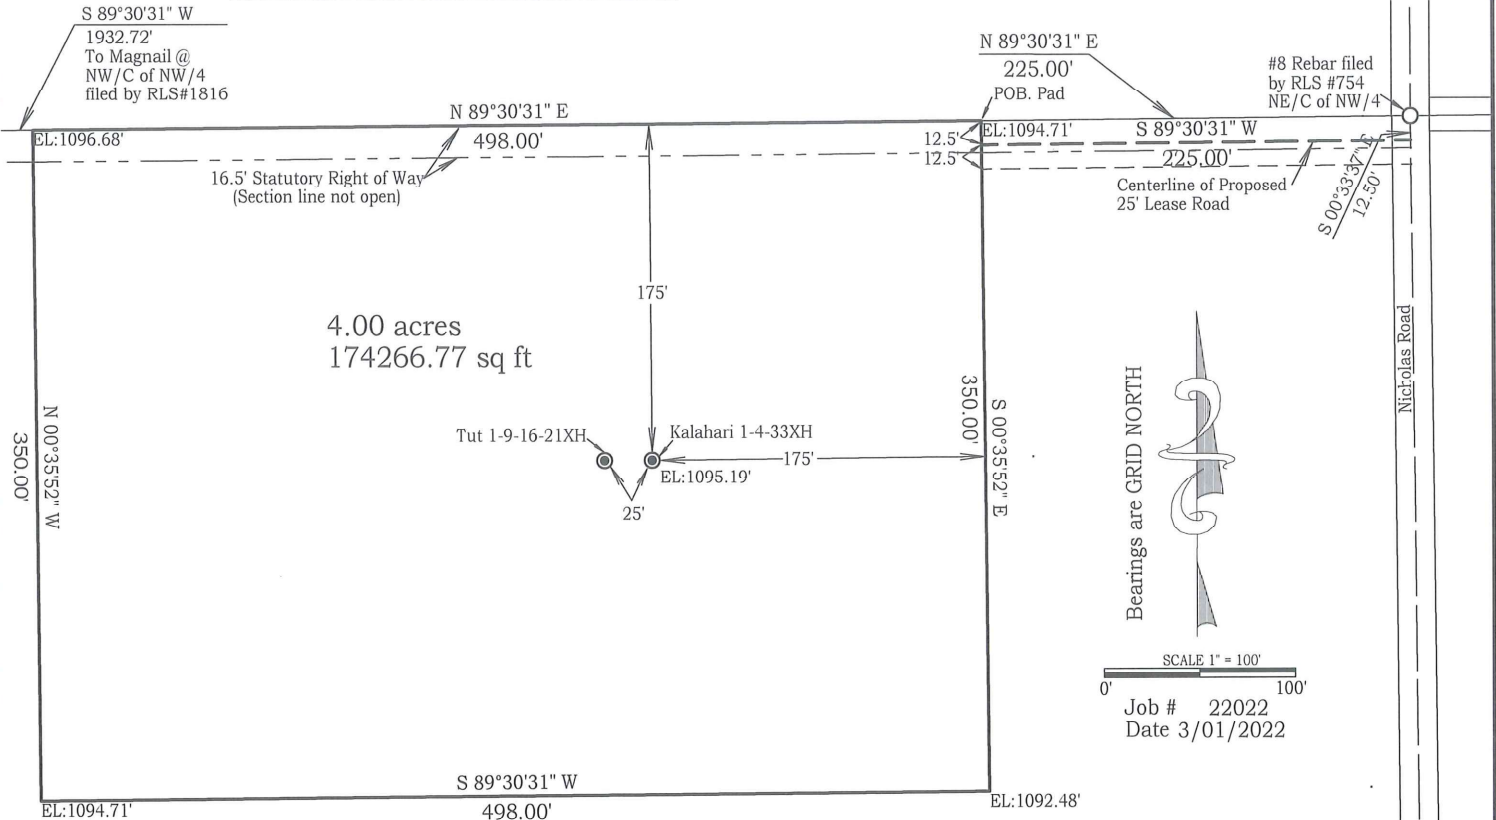 S 89°30'31" W
1932.72'
To Magnail @
NW/C of NW/4
filed by RLS#1816
N 89°30'31" E
225.00'
POB. Pad
#8 Rebar filed
by RLS #754
NE/C of NW/4
N 89°30'31" E
498.00'
EL:1096.68'
EL:1094.71'
12.5'
12.5'
S 89°30'31" W
225.00'
S 00°33'37" E
12.50'
16.5' Statutory Right of Way
(Section line not open)
Centerline of Proposed
25' Lease Road
175'
4.00 acres
174266.77 sq ft
Nicholas Road
N 00°35'52" W
350.00'
350.00'
S 00°35'52" E
Tut 1-9-16-21XH
Kalahari 1-4-33XH
175'
EL:1095.19'
25'
Bearings are GRID NORTH
SCALE 1" = 100'
0'
100'
Job # 22022
Date 3/01/2022
S 89°30'31" W
498.00'
EL:1094.71'
EL:1092.48'